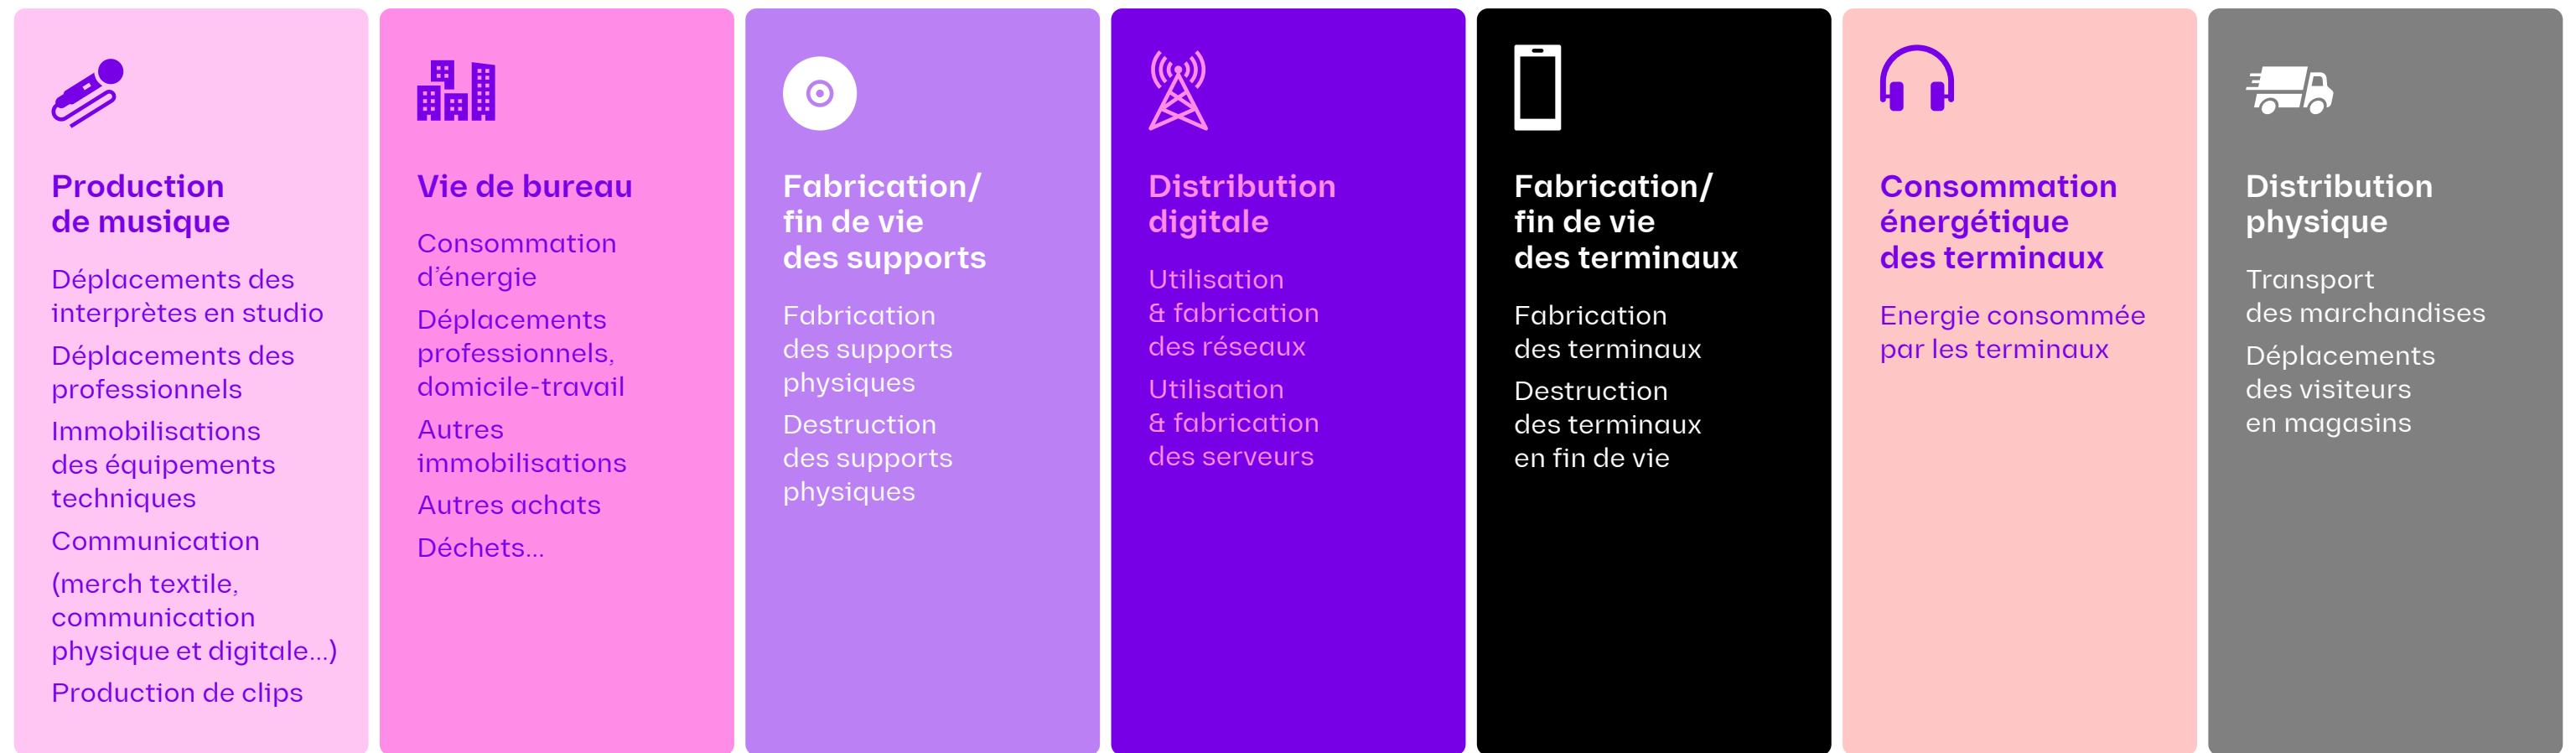 Production
de musique
Déplacements des
interprètes en studio
Déplacements des
professionnels
Immobilisations
des équipements
techniques
Communication
(merch textile,
communication
physique et digitale...)
Production de clips
Vie de bureau
Consommation
d’énergie
Déplacements
professionnels,
domicile-travail
Autres
immobilisations
Autres achats
Déchets...
Fabrication/
fin de vie
des supports
Fabrication
des supports
physiques
Destruction
des supports
physiques
Distribution
digitale
Utilisation
& fabrication
des réseaux
Utilisation
& fabrication
des serveurs
Fabrication/
fin de vie
des terminaux
Fabrication
des terminaux
Destruction
des terminaux
en fin de vie
Consommation
énergétique
des terminaux
Energie consommée
par les terminaux
Distribution
physique
Transport
des marchandises
Déplacements
des visiteurs
en magasins